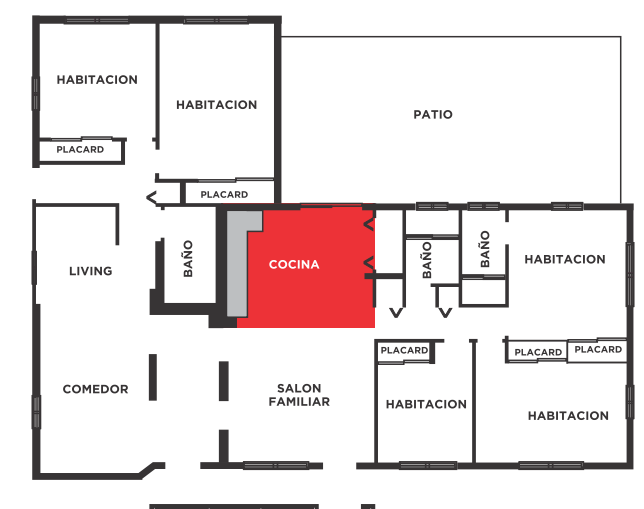 HABITACION
HABITACION
PATIO
PLACARD
PLACARD
LIVING
BAÑO
COCINA
BAÑO
BAÑO
HABITACION
PLACARD
PLACARD
PLACARD
COMEDOR
SALON
FAMILIAR
HABITACION
HABITACION